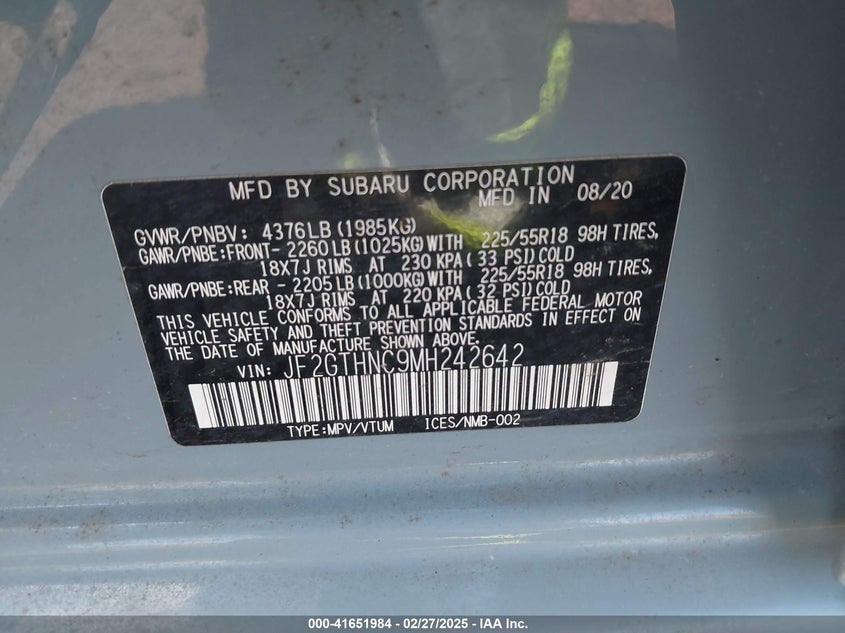 MFD BY SUBARU CORPORATION
MFD IN 08/20
GVWR/PNBV: 4376LB(1985KG)
GAWR/PNBE:FRONT- 2260LB(1025KG)WITH 225/55R18 98H TIRES,
18X7J RIMS AT 230 KPA( 33 PSI)COLD
GAWR/PNBE:REAR - 2205LB(1000KG)WITH 225/55R18 98H TIRES,
18X7J RIMS AT 220 KPA( 32 PSI)COLD
THIS VEHICLE CONFORMS TO ALL APPLICABLE FEDERAL MOTOR
VEHICLE SAFETY AND THEFT PREVENTION STANDARDS IN EFFECT ON
THE DATE OF MANUFACTURE SHOWN ABOVE.
VIN: JF2GTHNC9MH242642
TYPE:MPV/VTUM ICES/NMB-002
000-41651984 / 02/27/2025 - IAA Inc.